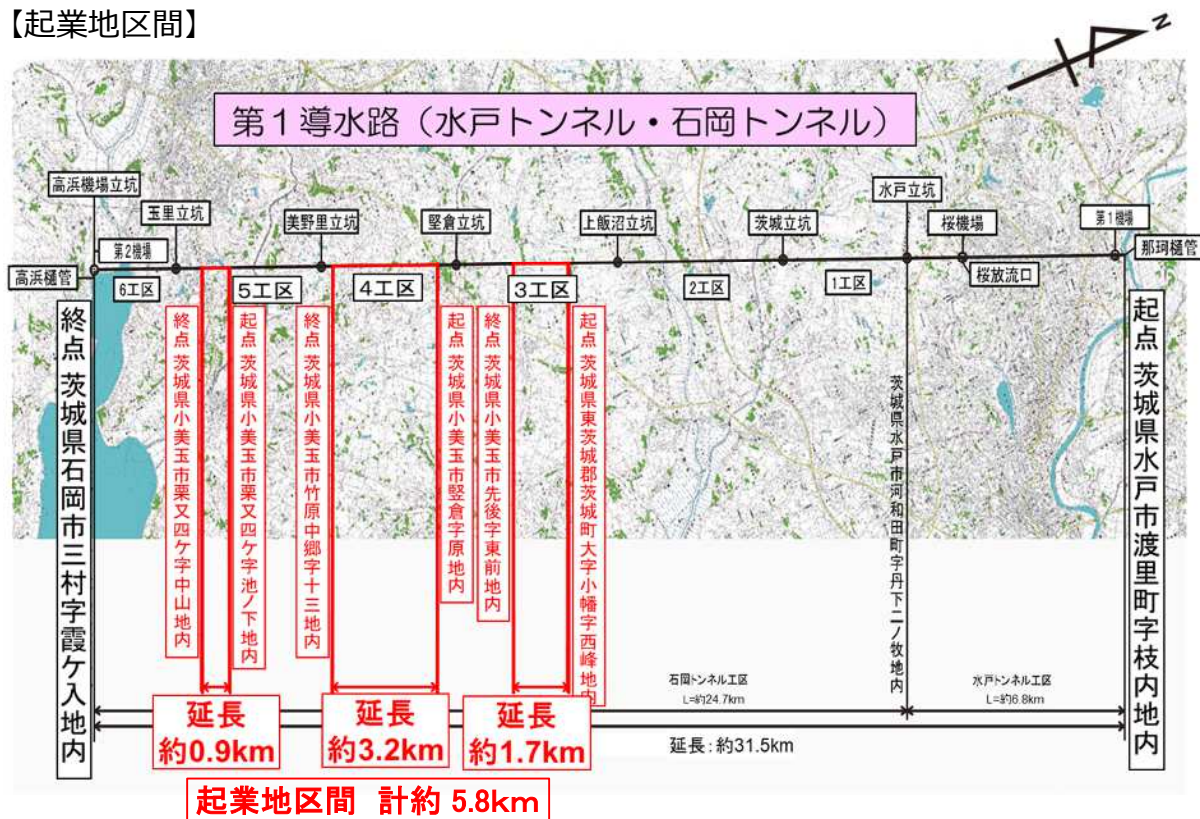 【起業地区間】
N
第１導水路（水戸トンネル・石岡トンネル）
高浜機場立坑
玉里立坑
美野里立坑
堅倉立坑
上飯沼立坑
茨城立坑
水戸立坑
桜機場
第１機場
第２機場
高浜樋管
那珂樋管
桜放流口
6工区
5工区
4工区
3工区
2工区
1工区
終点 茨城県石岡市三村字霞ケ入地内
終点 茨城県小美玉市栗又四ケ字中山地内
起点 茨城県小美玉市栗又四ケ字池ノ下地内
終点 茨城県小美玉市竹原中郷字十三地内
起点 茨城県小美玉市竪倉字原地内
終点 茨城県小美玉市先後字東前地内
起点 茨城県東茨城郡茨城町大字小幡字西峰地内
茨城県水戸市河和田町字丹下二ノ牧地内
起点 茨城県水戸市渡里町字枝内地内
石岡トンネル工区
L=約24.7km
水戸トンネル工区
L=約6.8km
延長
約0.9km
延長
約3.2km
延長
約1.7km
延長：約31.5km
起業地区間 計約 5.8km